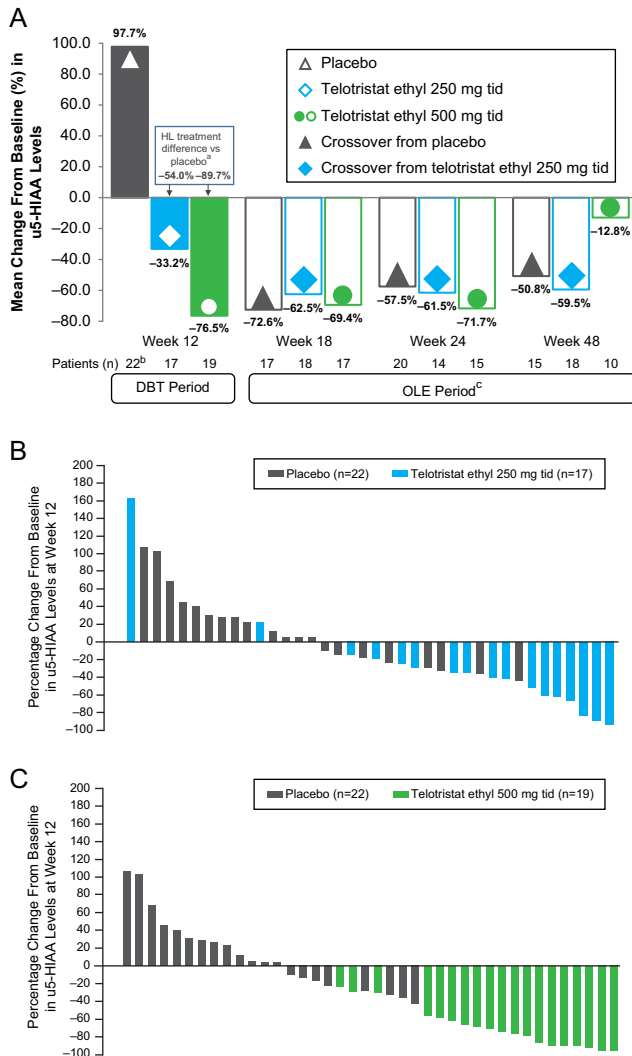 A
Mean Change From Baseline (%) in
u5-HIAA Levels
100.0
80.0
60.0
40.0
20.0
0.0
−20.0
−40.0
−60.0
−80.0
97.7%
HL treatment
difference vs
placeboᵃ
−54.0% −89.7%
Placebo
Telotristat ethyl 250 mg tid
Telotristat ethyl 500 mg tid
Crossover from placebo
Crossover from telotristat ethyl 250 mg tid
−33.2%
−76.5%
−72.6%
−62.5%
−69.4%
−57.5%
−61.5%
−71.7%
−50.8%
−59.5%
−12.8%
Week 12 Week 18 Week 24 Week 48
Patients (n) 22ᵇ 17 19 17 18 17 20 14 15 15 18 10
DBT Period OLE Periodᶜ
B
Percentage Change From Baseline
in u5-HIAA Levels at Week 12
200
180
160
140
120
100
80
60
40
20
0
−20
−40
−60
−80
−100
Placebo (n=22) Telotristat ethyl 250 mg tid (n=17)
C
Percentage Change From Baseline
in u5-HIAA Levels at Week 12
200
180
160
140
120
100
80
60
40
20
0
−20
−40
−60
−80
−100
Placebo (n=22) Telotristat ethyl 500 mg tid (n=19)